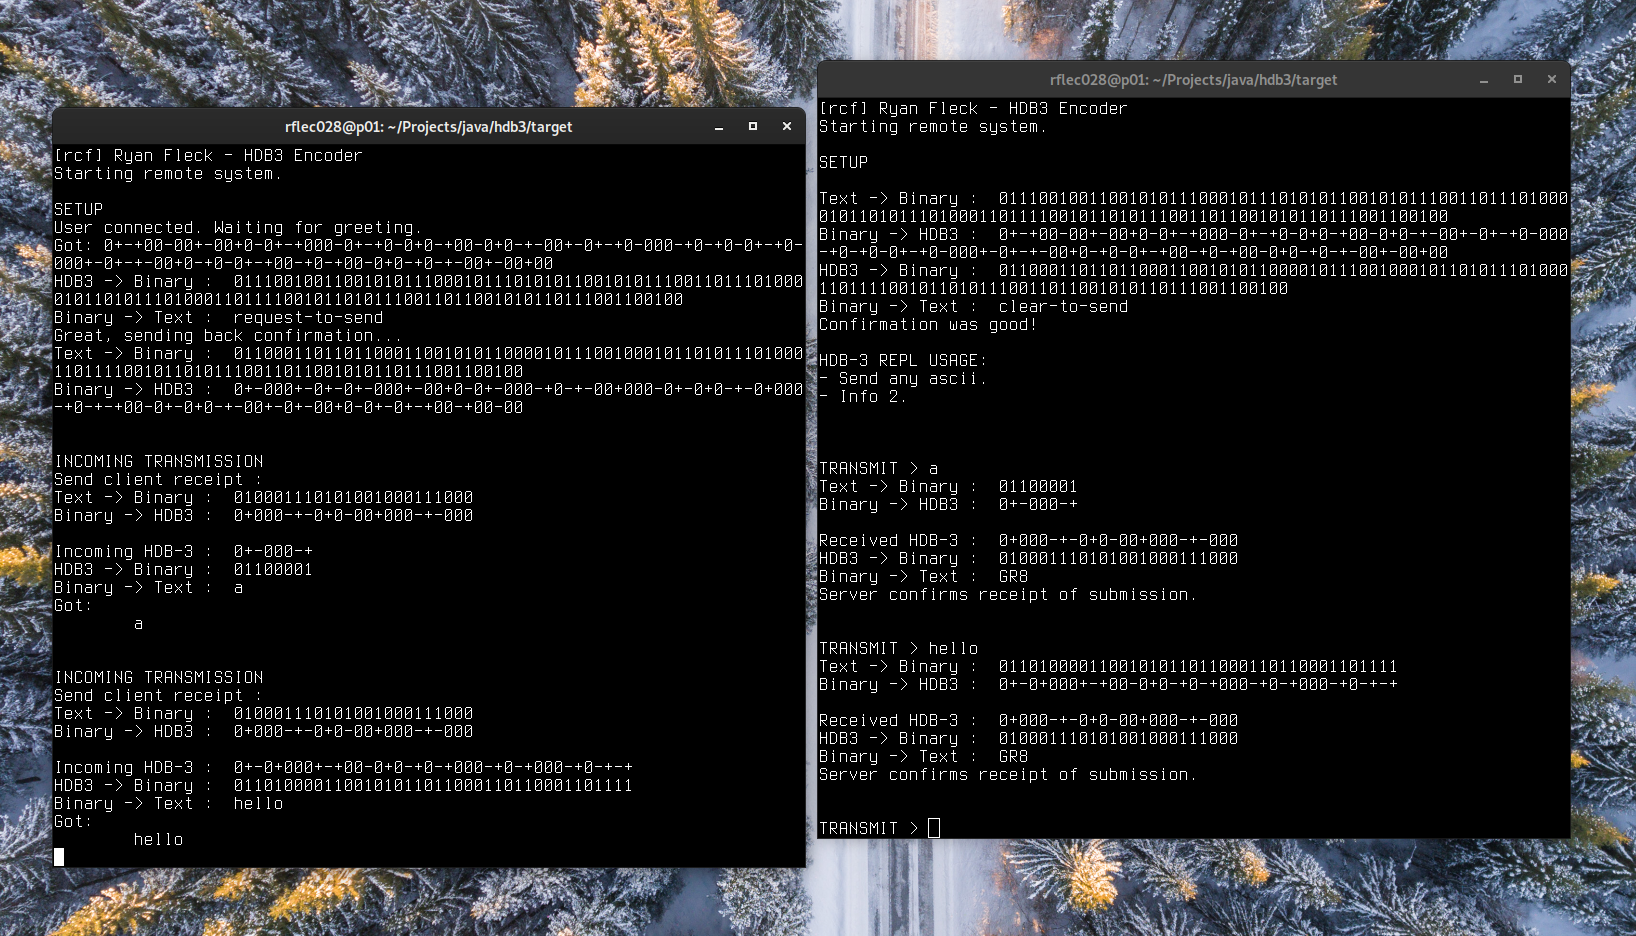 rflec028@p01: ~/Projects/java/hdb3/target
[rcf] Ryan Fleck - HDB3 Encoder
Starting remote system.
SETUP
User connected. Waiting for greeting.
Got: 0+-+00-00+-00+0-0+-+000-0+-+0-0+0-+00-0+0-+-00+-0+-+0-000-+0-+0-0+-+0-
000+-0+-+-00+0-+0-0+-+00-+0-+00-0+0-+0-+-00+-00+00
HDB3 -> Binary :  011100100110010101110001011101010110010101110011011101000
010110101110100011011110010110101110011011001010110111001100100
Binary -> Text :  request-to-send
Great, sending back confirmation...
Text -> Binary :  011000110110110001100101011000010111001000101101011101000
11011110010110101110011011001010110111001100100
Binary -> HDB3 :  0+-000+-0+-0+-000+-00+0-0+-000-+0-+-00+000-0+-0+0-+-0+000
-+0-+-+00-0+-0+0-+-00+-0+-00+0-0+-0+-+00-+00-00
INCOMING TRANSMISSION
Send client receipt :
Text -> Binary :  010001110101001000111000
Binary -> HDB3 :  0+000-+-0+0-00+000-+-000
Incoming HDB-3 :  0+-000-+
HDB3 -> Binary :  01100001
Binary -> Text :  a
Got:
a
INCOMING TRANSMISSION
Send client receipt :
Text -> Binary :  010001110101001000111000
Binary -> HDB3 :  0+000-+-0+0-00+000-+-000
Incoming HDB-3 :  0+-0+000+-+00-0+0-+0-+000-+0-+000-+0-+-+
HDB3 -> Binary :  0110100001100101011011000110110001101111
Binary -> Text :  hello
Got:
hello
rflec028@p01: ~/Projects/java/hdb3/target
[rcf] Ryan Fleck - HDB3 Encoder
Starting remote system.
SETUP
Text -> Binary :  011100100110010101110001011101010110010101110011011101000
010110101110100011011110010110101110011011001010110111001100100
Binary -> HDB3 :  0+-+00-00+-00+0-0+-+000-0+-+0-0+0-+00-0+0-+-00+-0+-+0-000
-+0-+0-0+-+0-000+-0+-+-00+0-+0-0+-+00-+0-+00-0+0-+0-+-00+-00+00
HDB3 -> Binary :  011000110110110001100101011000010111001000101101011101000
11011110010110101110011011001010110111001100100
Binary -> Text :  clear-to-send
Confirmation was good!
HDB-3 REPL USAGE:
- Send any ascii.
- Info 2.
TRANSMIT > a
Text -> Binary :  01100001
Binary -> HDB3 :  0+-000-+
Received HDB-3 :  0+000-+-0+0-00+000-+-000
HDB3 -> Binary :  010001110101001000111000
Binary -> Text :  GR8
Server confirms receipt of submission.
TRANSMIT > hello
Text -> Binary :  0110100001100101011011000110110001101111
Binary -> HDB3 :  0+-0+000+-+00-0+0-+0-+000-+0-+000-+0-+-+
Received HDB-3 :  0+000-+-0+0-00+000-+-000
HDB3 -> Binary :  010001110101001000111000
Binary -> Text :  GR8
Server confirms receipt of submission.
TRANSMIT >